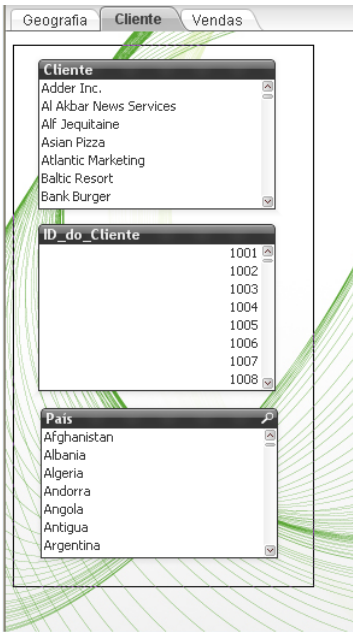 Geografia Cliente Vendas
Cliente
Adder Inc.
Al Akbar News Services
Alf Jequitaine
Asian Pizza
Atlantic Marketing
Baltic Resort
Bank Burger
ID_do_Cliente
1001
1002
1003
1004
1005
1006
1007
1008
País
Afghanistan
Albania
Algeria
Andorra
Angola
Antigua
Argentina